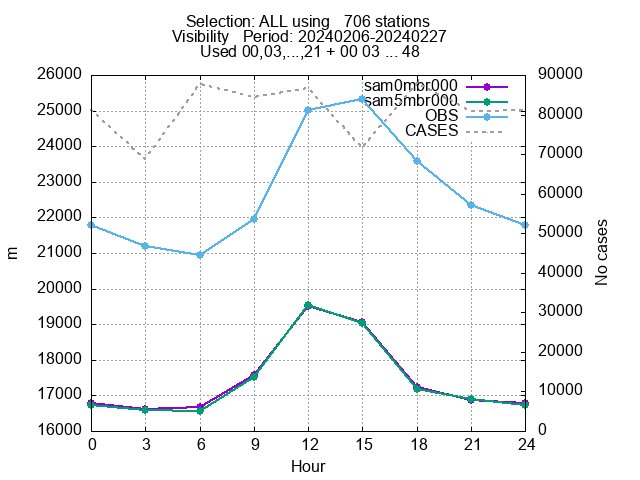 Selection: ALL using   706 stations
Visibility   Period: 20240206-20240227
Used 00,03,...,21 + 00 03 ... 48
26000
25000
24000
23000
22000
21000
20000
19000
18000
17000
16000
m
90000
80000
70000
60000
50000
40000
30000
20000
10000
0
No cases
sam0mbr000
sam5mbr000
OBS
CASES
0 3 6 9 12 15 18 21 24
Hour